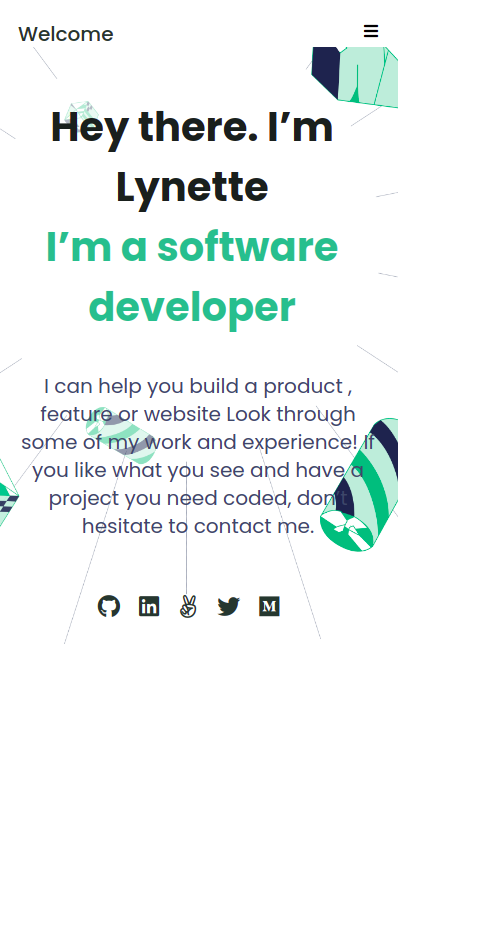 Welcome
Hey there. I’m
Lynette
I’m a software
developer
I can help you build a product ,
feature or website Look through
some of my work and experience! If
you like what you see and have a
project you need coded, don’t
hesitate to contact me.